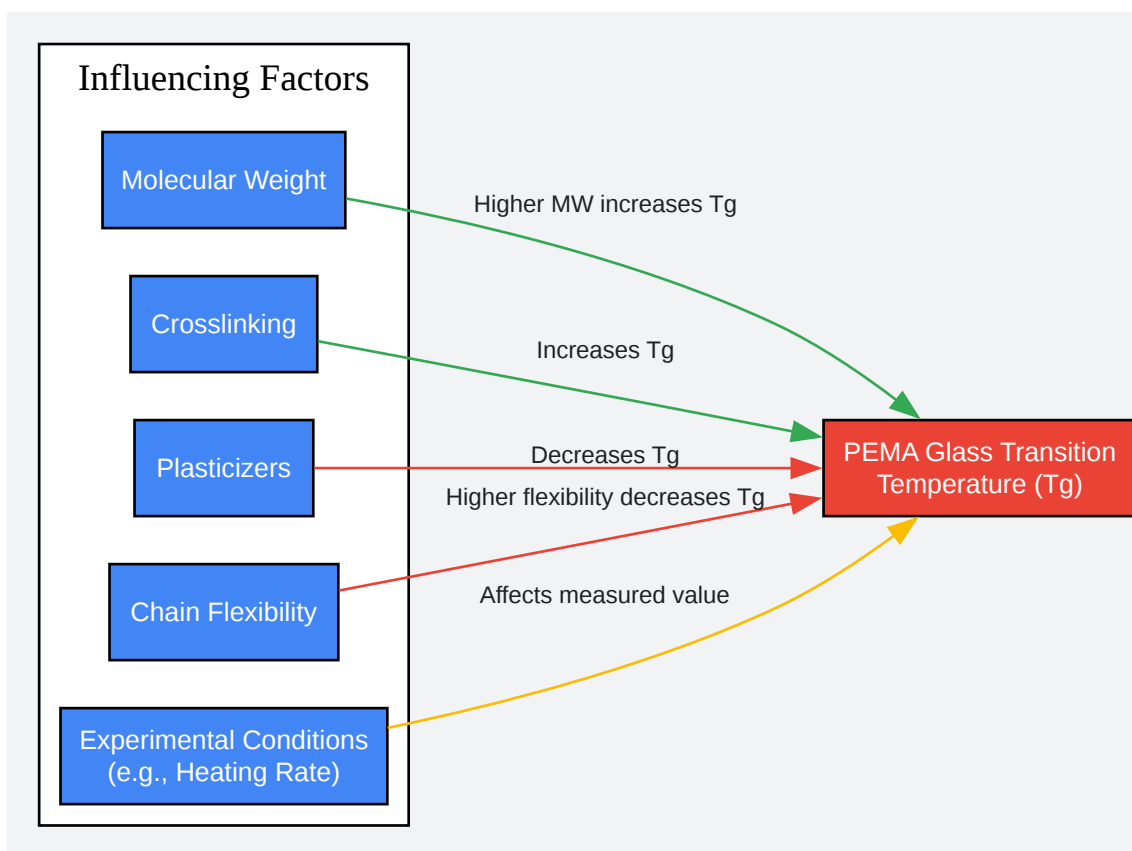 Influencing Factors
Molecular Weight
Higher MW increases Tg
Crosslinking
Increases Tg
Plasticizers
Decreases Tg
PEMA Glass Transition
Temperature (Tg)
Higher flexibility decreases Tg
Chain Flexibility
Affects measured value
Experimental Conditions
(e.g., Heating Rate)